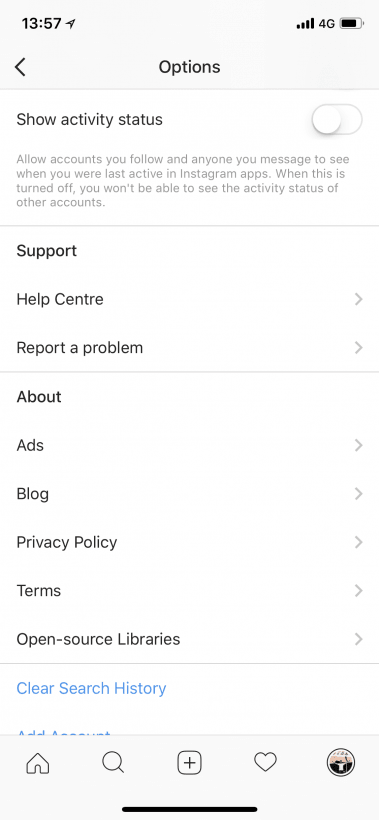 13:57
4G
Options
Show activity status
Allow accounts you follow and anyone you message to see
when you were last active in Instagram apps. When this is
turned off, you won't be able to see the activity status of
other accounts.
Support
Help Centre
Report a problem
About
Ads
Blog
Privacy Policy
Terms
Open-source Libraries
Clear Search History
Add Account